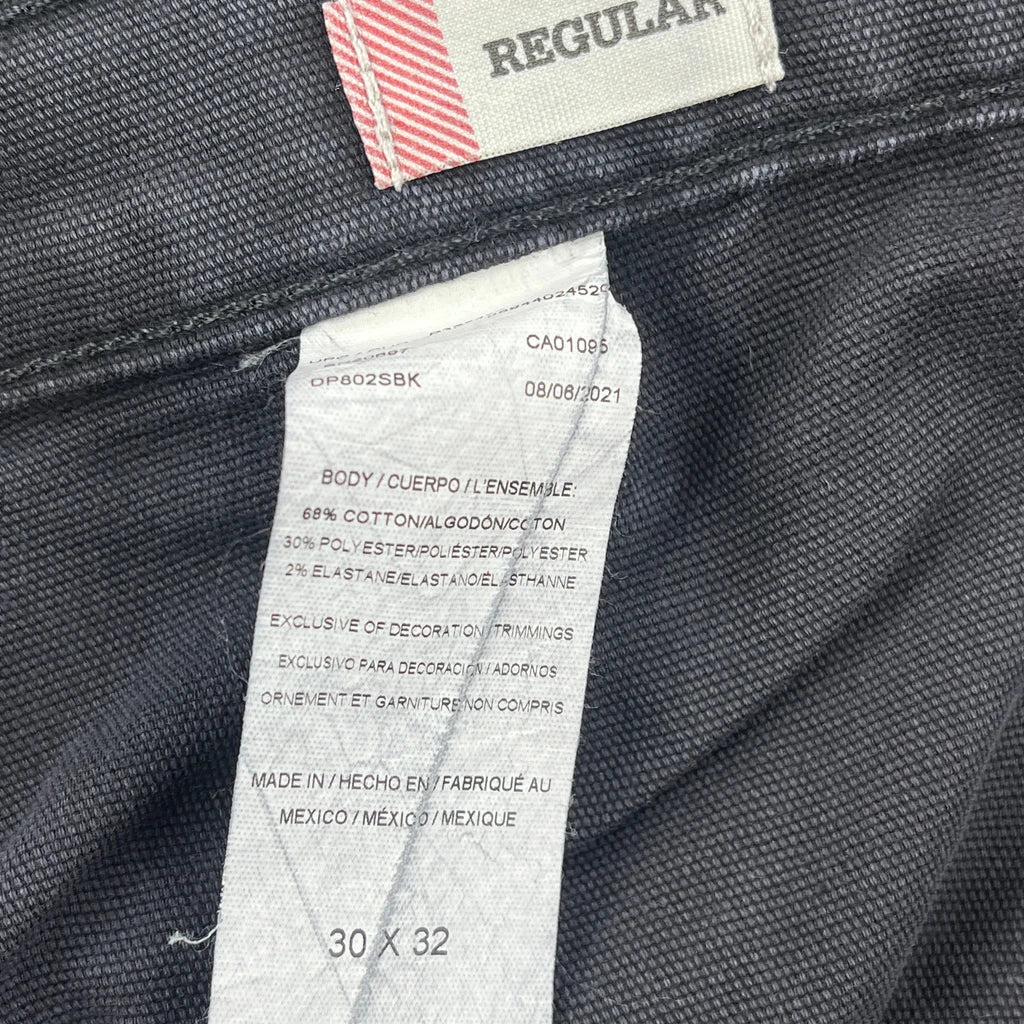 REGULAR
CA01095
DP802SBK
08/06/2021
BODY / CUERPO / L'ENSEMBLE:
68% COTTON/ALGODÓN/COTON
30% POLYESTER/POLIÉSTER/POLYESTER
2% ELASTANE/ELASTANO/ÉLASTHANNE
EXCLUSIVE OF DECORATION/TRIMMINGS
EXCLUSIVO PARA DECORACION / ADORNOS
ORNEMENT ET GARNITURE NON COMPRIS
MADE IN / HECHO EN / FABRIQUÉ AU
MEXICO / MÉXICO / MEXIQUE
30 X 32